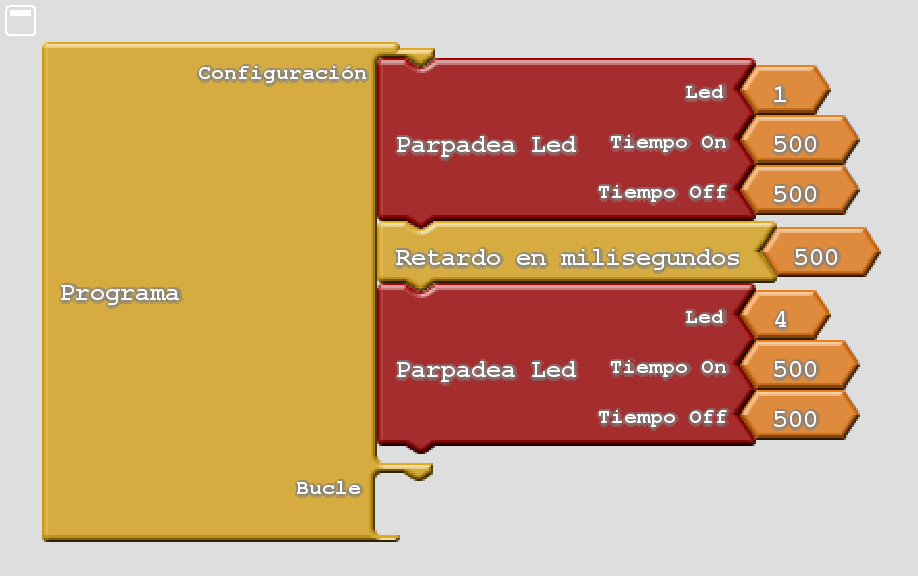 Configuración
Led 1
Parpadea Led Tiempo On 500
Tiempo Off 500
Retardo en milisegundos 500
Programa
Led 4
Parpadea Led Tiempo On 500
Tiempo Off 500
Bucle